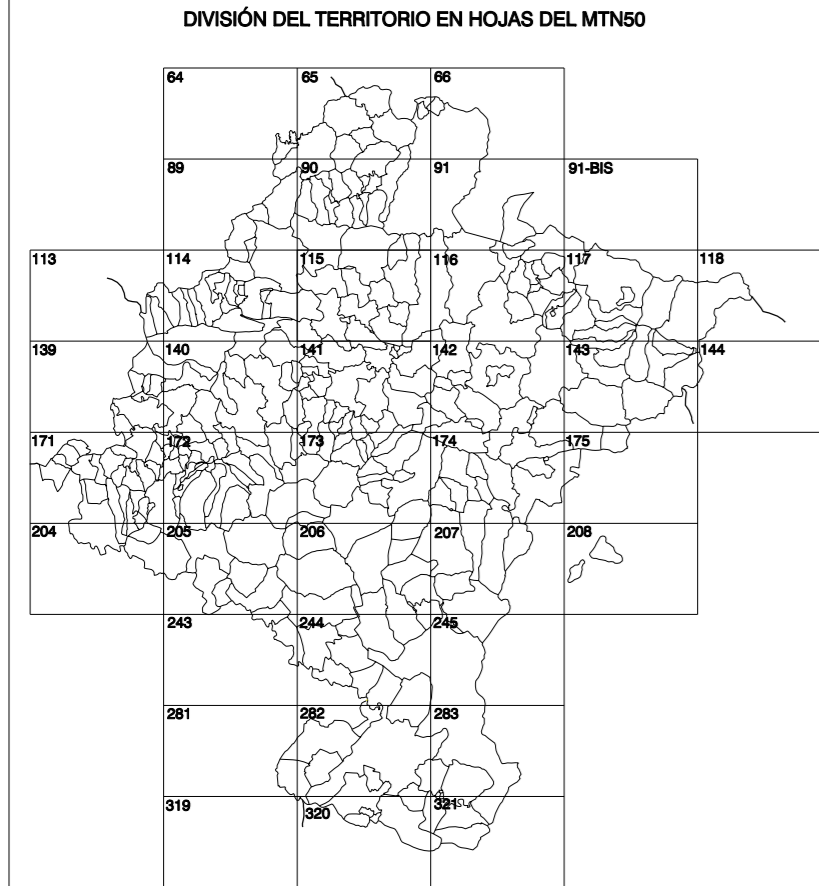 DIVISIÓN DEL TERRITORIO EN HOJAS DEL MTN50
64 65 66
89 90 91 91-BIS
113 114 115 116 117 118
139 140 141 142 143 144
171 172 173 174 175
204 205 206 207 208
243 244 245
281 282 283
319 320 321